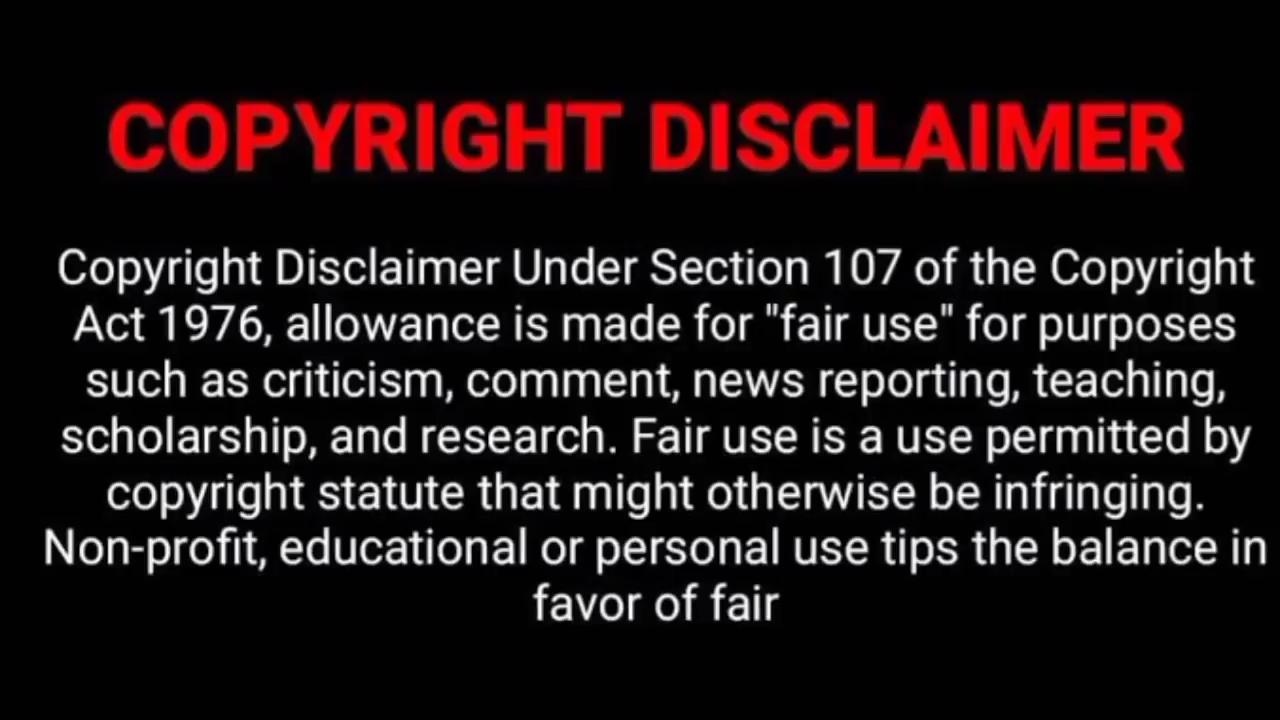 COPYRIGHT DISCLAIMER
Copyright Disclaimer Under Section 107 of the Copyright
Act 1976, allowance is made for "fair use" for purposes
such as criticism, comment, news reporting, teaching,
scholarship, and research. Fair use is a use permitted by
copyright statute that might otherwise be infringing.
Non-profit, educational or personal use tips the balance in
favor of fair